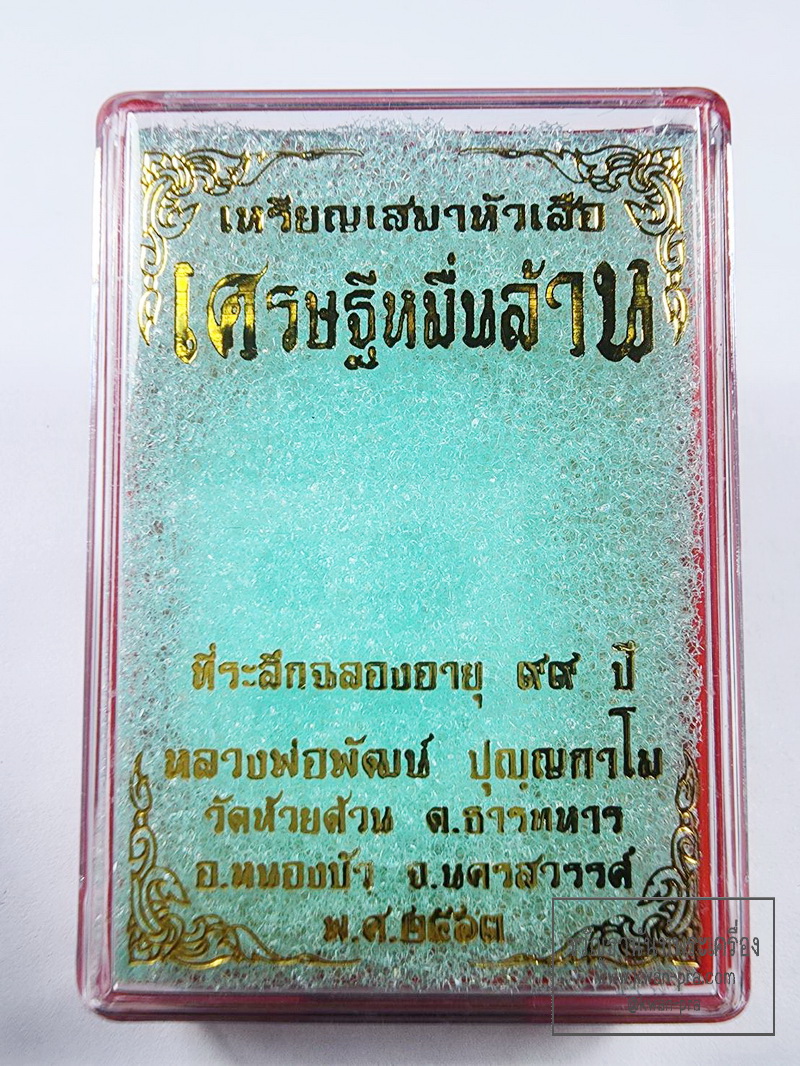 เหรียญเสมาหัวเสือ
เศรษฐีหมื่นล้าน
ที่ระลึกฉลองอายุ ๙๙ ปี
หลวงพ่อพัฒน์ ปุญญกาโม
วัดห้วยด้วน ต.ธารทหาร
อ.หนองบัว จ.นครสวรรค์
พ.ศ.๒๕๖๓